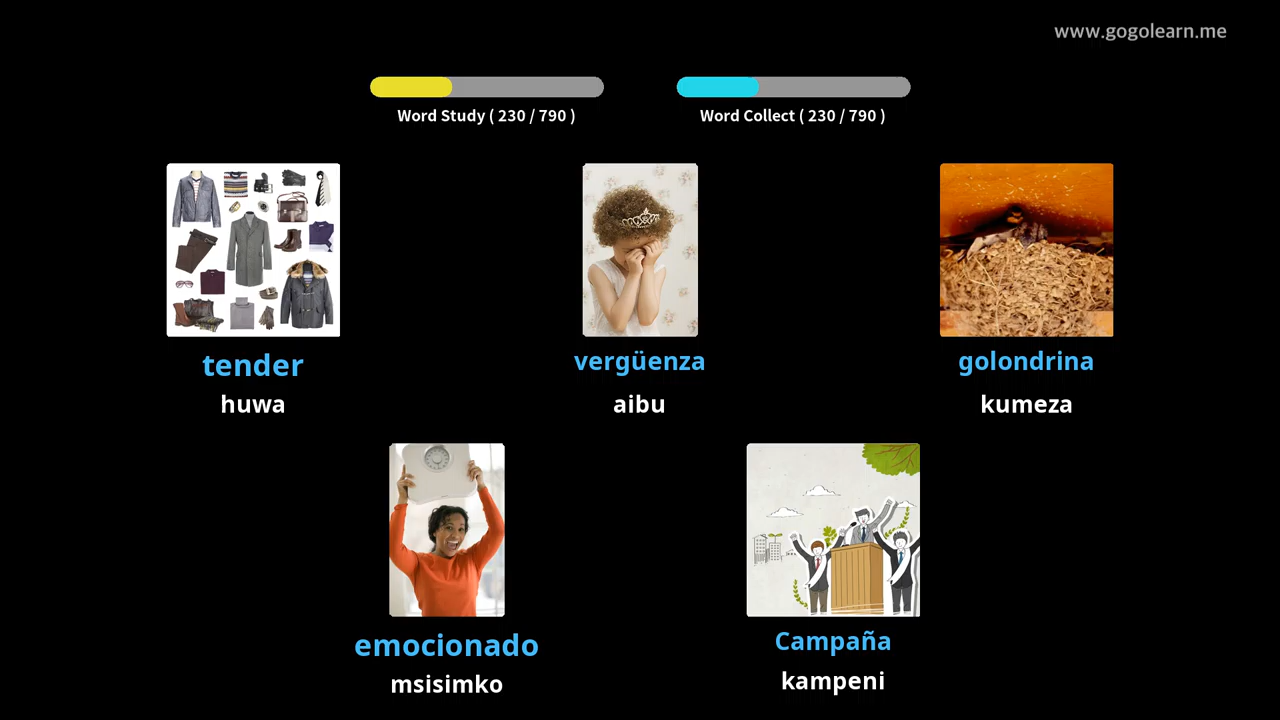 www.gogolearn.me
Word Study ( 230 / 790 )
Word Collect ( 230 / 790 )
tender
huwa
vergüenza
aibu
golondrina
kumeza
emocionado
msisimko
Campaña
kampeni